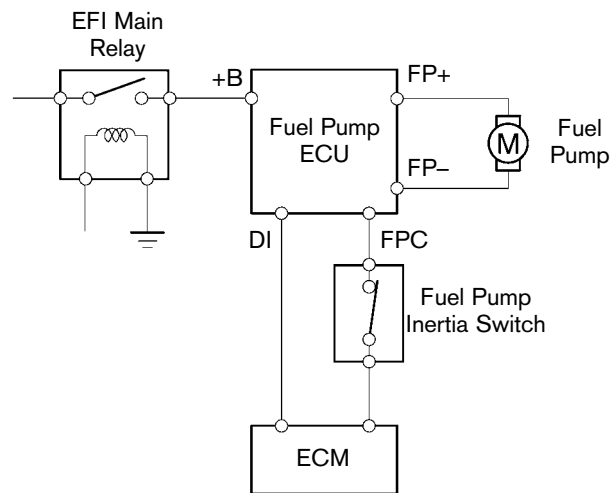 EFI Main
Relay
+B
FP+
Fuel Pump
ECU
M
Fuel
Pump
FP–
DI
FPC
Fuel Pump
Inertia Switch
ECM